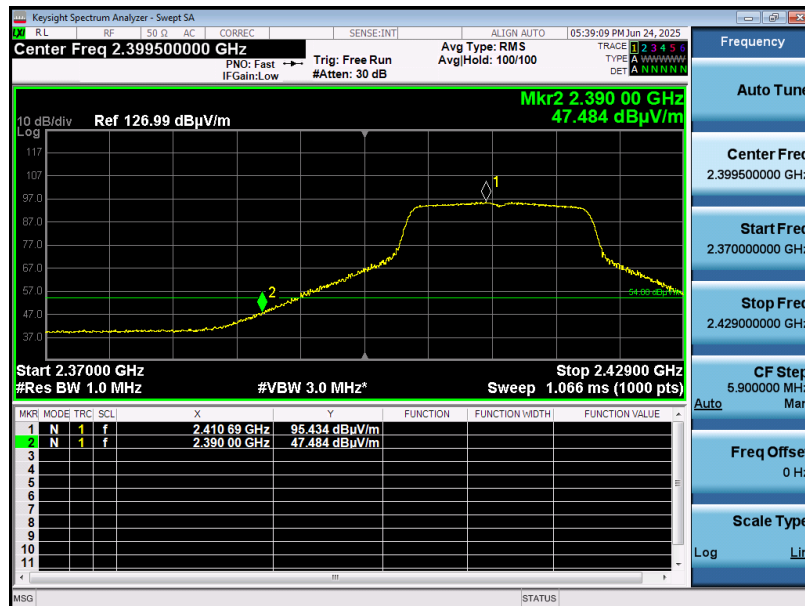 Keysight Spectrum Analyzer - Swept SA
RL RF 50 Ω AC CORREC SENSE:INT ALIGN AUTO 05:39:09 PM Jun 24, 2025
Center Freq 2.399500000 GHz
PNO: Fast
IFGain:Low
Trig: Free Run
#Atten: 30 dB
Avg Type: RMS
Avg|Hold: 100/100
TRACE 1 2 3 4 5 6
TYPE A WWWWW
DET A N N N N N
Mkr2 2.390 00 GHz
47.484 dBµV/m
10 dB/div Ref 126.99 dBµV/m
Log
117
107
97.0
87.0
77.0
67.0
57.0
47.0
37.0
1
2
54.00 dBµV/m
Start 2.37000 GHz Stop 2.42900 GHz
#Res BW 1.0 MHz #VBW 3.0 MHz* Sweep 1.066 ms (1000 pts)
MKR MODE TRC SCL X Y FUNCTION FUNCTION WIDTH FUNCTION VALUE
1 N 1 f 2.410 69 GHz 95.434 dBµV/m
2 N 1 f 2.390 00 GHz 47.484 dBµV/m
3
4
5
6
7
8
9
10
11
MSG STATUS
Frequency
Auto Tune
Center Freq
2.399500000 GHz
Start Freq
2.370000000 GHz
Stop Freq
2.429000000 GHz
CF Step
5.900000 MHz
Auto Man
Freq Offset
0 Hz
Scale Type
Log Lin